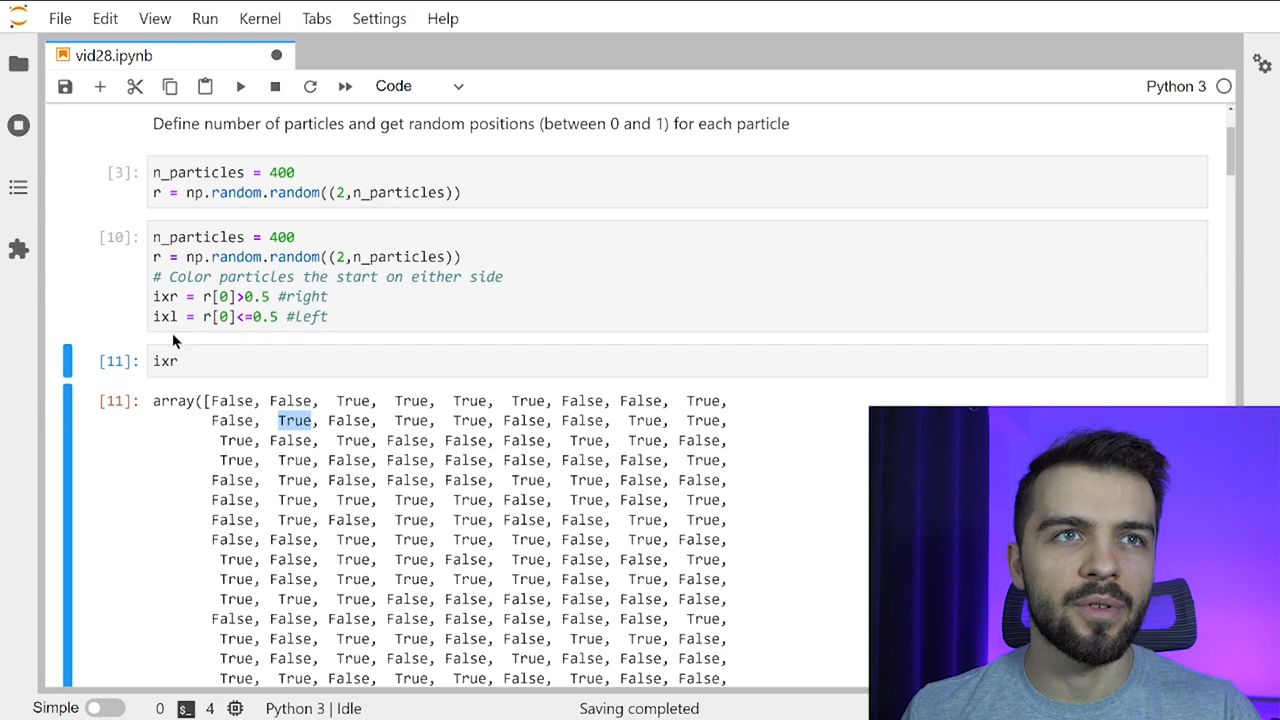 File Edit View Run Kernel Tabs Settings Help
vid28.ipynb
Code
Python 3
Define number of particles and get random positions (between 0 and 1) for each particle
[3]: n_particles = 400
r = np.random.random((2,n_particles))
[10]: n_particles = 400
r = np.random.random((2,n_particles))
# Color particles the start on either side
ixr = r[0]>0.5 #right
ixl = r[0]<=0.5 #left
[11]: ixr
[11]: array([False, False, True, True, True, True, False, False, True,
False, True, False, True, True, False, False, True, True,
True, False, True, False, False, False, True, True, False,
True, True, False, False, False, False, False, False, True,
False, True, False, True, True, False, True, False, False,
False, False, True, True, True, False, True, False, True,
False, True, False, True, True, False, False, True, True,
False, False, True, True, True, False, True, True, False,
True, False, True, True, False, True, False, False, True,
True, False, True, True, True, False, True, True, False,
True, True, True, False, False, False, True, True, False,
False, False, False, False, False, False, False, False, True,
True, False, True, True, False, False, True, True, False,
True, False, True, False, False, True, False, False, False,
True, False, True, True, False, True, False, False, True,
Simple 0 $_ 4 Python 3 | Idle Saving completed